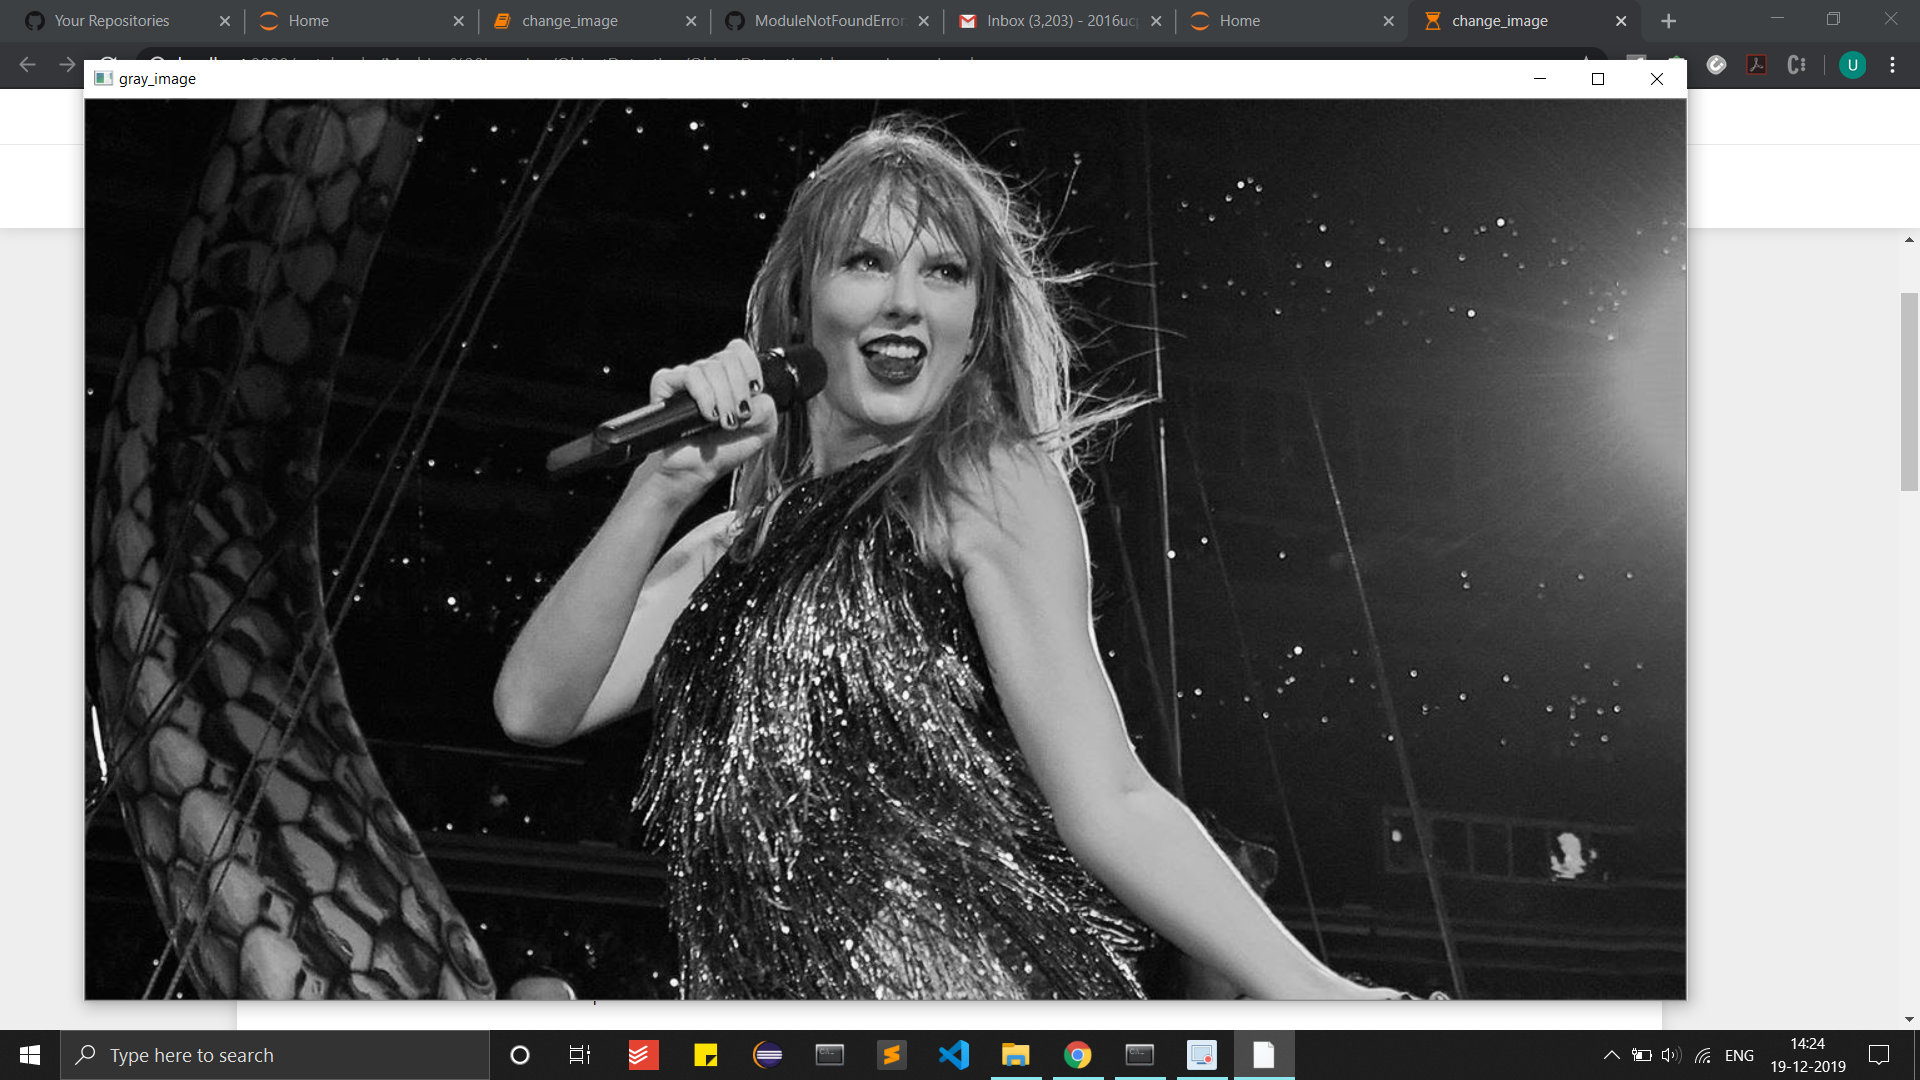 Your Repositories
Home
change_image
ModuleNotFoundError
Inbox (3,203) - 2016uc
Home
change_image
U
gray_image
Type here to search
ENG
14:24
19-12-2019